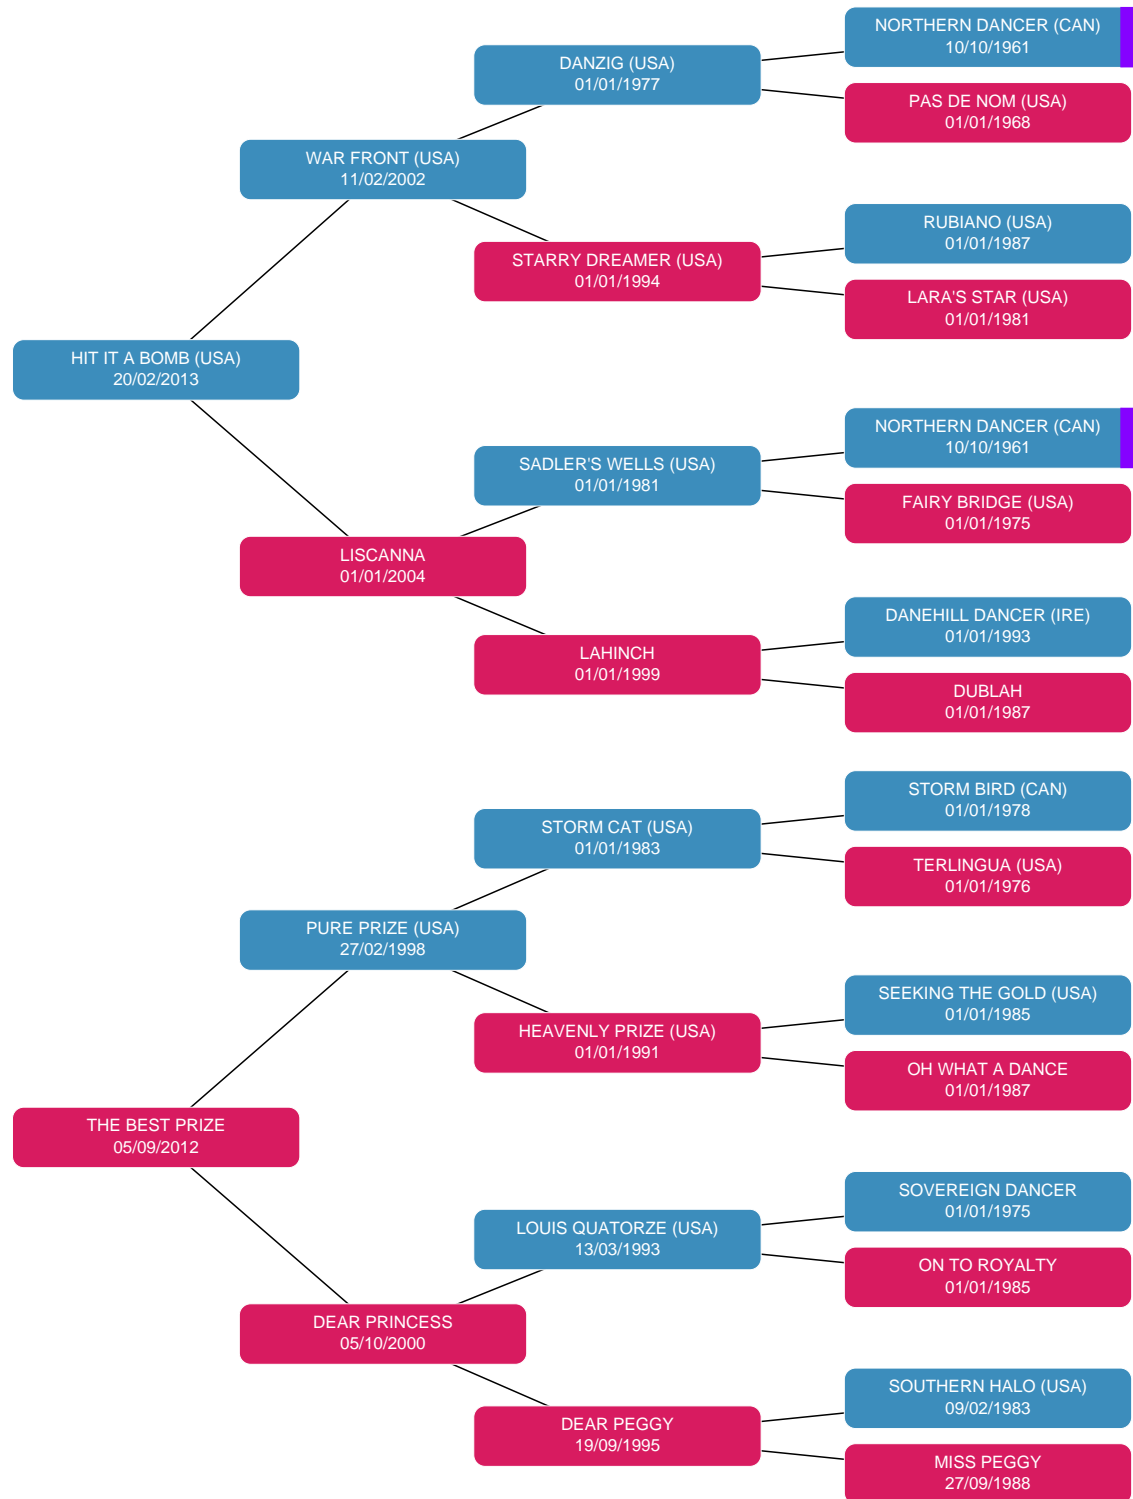 NORTHERN DANCER (CAN)
10/10/1961
DANZIG (USA)
01/01/1977
PAS DE NOM (USA)
01/01/1968
WAR FRONT (USA)
11/02/2002
RUBIANO (USA)
01/01/1987
STARRY DREAMER (USA)
01/01/1994
LARA'S STAR (USA)
01/01/1981
HIT IT A BOMB (USA)
20/02/2013
NORTHERN DANCER (CAN)
10/10/1961
SADLER'S WELLS (USA)
01/01/1981
FAIRY BRIDGE (USA)
01/01/1975
LISCANNA
01/01/2004
DANEHILL DANCER (IRE)
01/01/1993
LAHINCH
01/01/1999
DUBLAH
01/01/1987
STORM BIRD (CAN)
01/01/1978
STORM CAT (USA)
01/01/1983
TERLINGUA (USA)
01/01/1976
PURE PRIZE (USA)
27/02/1998
SEEKING THE GOLD (USA)
01/01/1985
HEAVENLY PRIZE (USA)
01/01/1991
OH WHAT A DANCE
01/01/1987
THE BEST PRIZE
05/09/2012
SOVEREIGN DANCER
01/01/1975
LOUIS QUATORZE (USA)
13/03/1993
ON TO ROYALTY
01/01/1985
DEAR PRINCESS
05/10/2000
SOUTHERN HALO (USA)
09/02/1983
DEAR PEGGY
19/09/1995
MISS PEGGY
27/09/1988